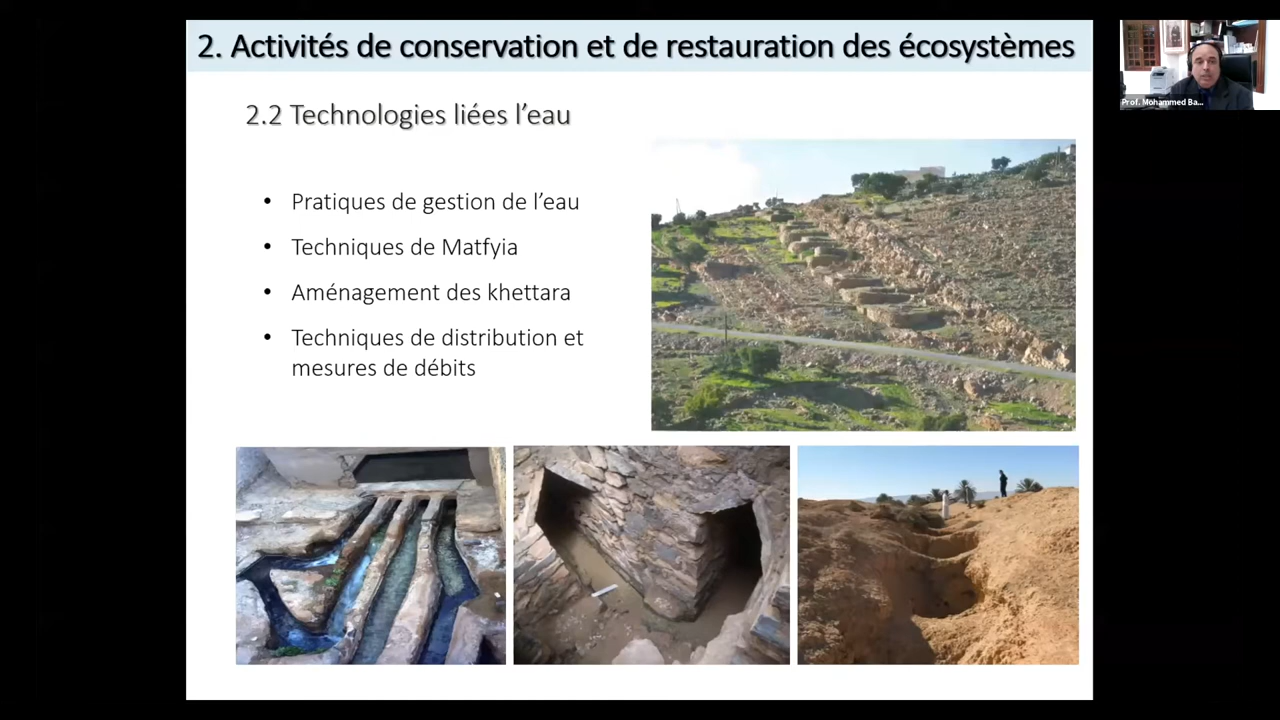 2. Activités de conservation et de restauration des écosystèmes
Prof. Mohammed Ba...
2.2 Technologies liées l’eau
• Pratiques de gestion de l’eau
• Techniques de Matfyia
• Aménagement des khettara
• Techniques de distribution et
mesures de débits